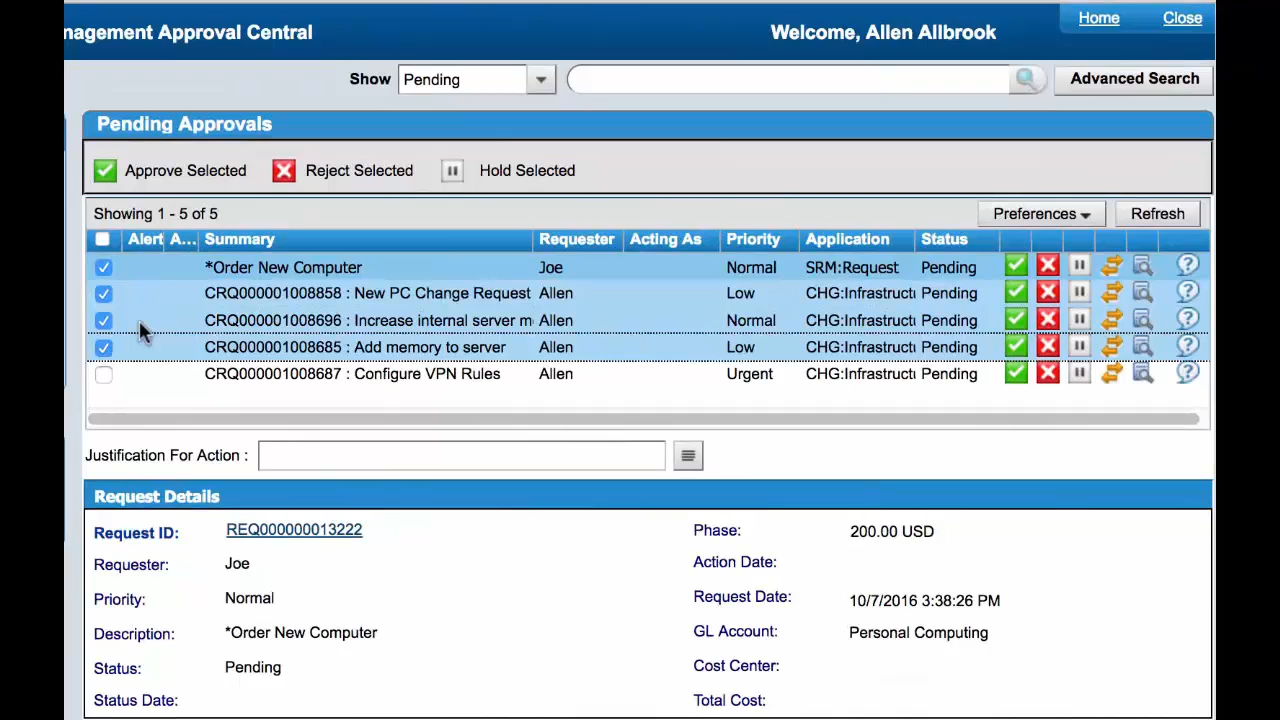 Home Close
nagement Approval Central Welcome, Allen Allbrook
Show Pending Advanced Search
Pending Approvals
Approve Selected Reject Selected Hold Selected
Showing 1 - 5 of 5 Preferences Refresh
Alert A... Summary Requester Acting As Priority Application Status
*Order New Computer Joe Normal SRM:Request Pending
CRQ000001008858 : New PC Change Request Allen Low CHG:Infrastructu Pending
CRQ000001008696 : Increase internal server m Allen Normal CHG:Infrastructu Pending
CRQ000001008685 : Add memory to server Allen Low CHG:Infrastructu Pending
CRQ000001008687 : Configure VPN Rules Allen Urgent CHG:Infrastructu Pending
Justification For Action :
Request Details
Request ID: REQ000000013222 Phase: 200.00 USD
Requester: Joe Action Date:
Priority: Normal Request Date: 10/7/2016 3:38:26 PM
Description: *Order New Computer GL Account: Personal Computing
Status: Pending Cost Center:
Status Date: Total Cost: